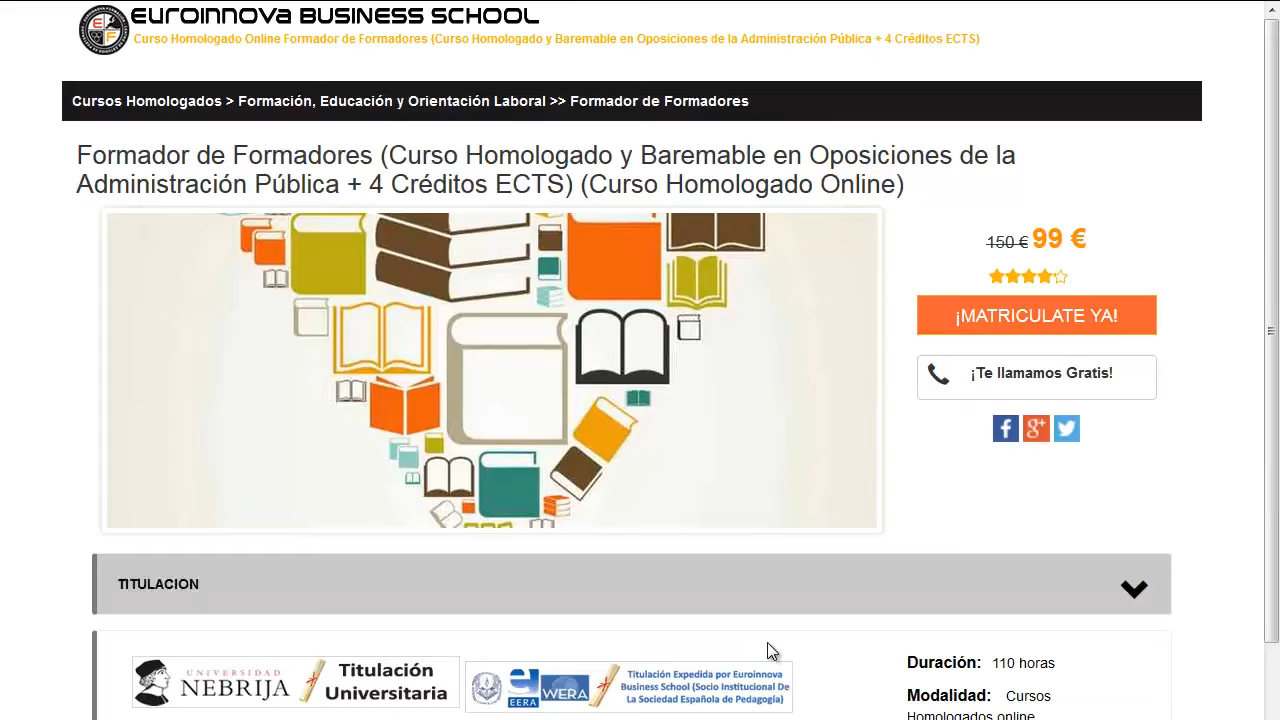 Euroinnova BUSINESS SCHOOL
Curso Homologado Online Formador de Formadores (Curso Homologado y Baremable en Oposiciones de la Administración Pública + 4 Créditos ECTS)
Cursos Homologados > Formación, Educación y Orientación Laboral >> Formador de Formadores
Formador de Formadores (Curso Homologado y Baremable en Oposiciones de la
Administración Pública + 4 Créditos ECTS) (Curso Homologado Online)
150 € 99 €
¡MATRICULATE YA!
¡Te llamamos Gratis!
TITULACION
UNIVERSIDAD
NEBRIJA
Titulación
Universitaria
EERA
WERA
Titulación Expedida por Euroinnova
Business School (Socio Institucional De
La Sociedad Española de Pedagogía)
Duración: 110 horas
Modalidad: Cursos
Homologados online